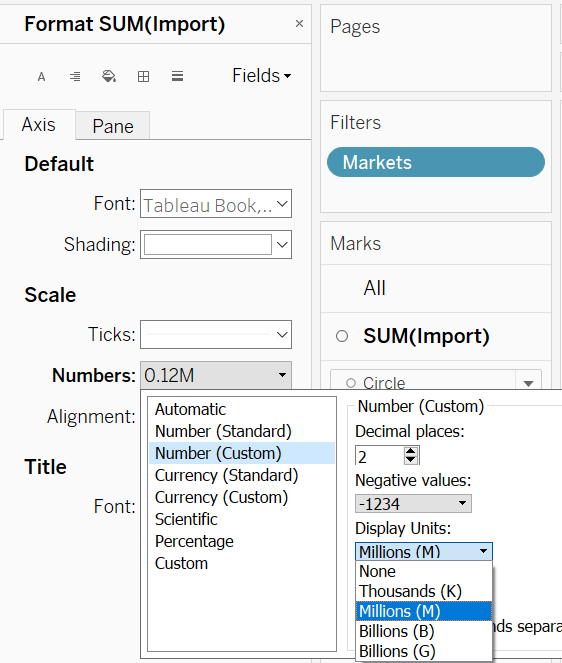 Format SUM(Import)
×
A
Fields
Axis
Pane
Default
Font:
Tableau Book,..
Shading:
Scale
Ticks:
Numbers:
0.12M
Alignment:
Title
Font:
Automatic
Number (Standard)
Number (Custom)
Currency (Standard)
Currency (Custom)
Scientific
Percentage
Custom
Number (Custom)
Decimal places:
2
Negative values:
-1234
Display Units:
Millions (M)
None
Thousands (K)
Millions (M)
Billions (B)
Billions (G)
nds separa
Pages
Filters
Markets
Marks
All
SUM(Import)
Circle